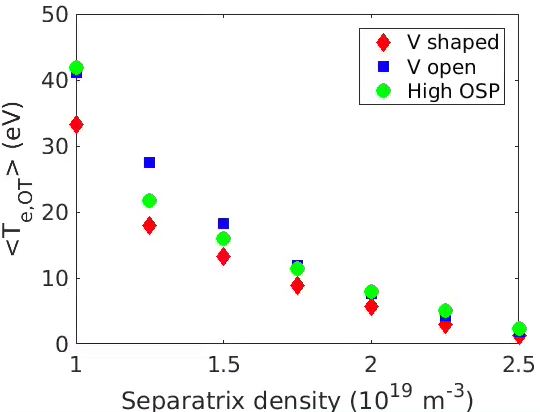 50
40
30
20
10
0
<T_e,OT> (eV)
V shaped
V open
High OSP
1 1.5 2 2.5
Separatrix density (10^19 m^-3)